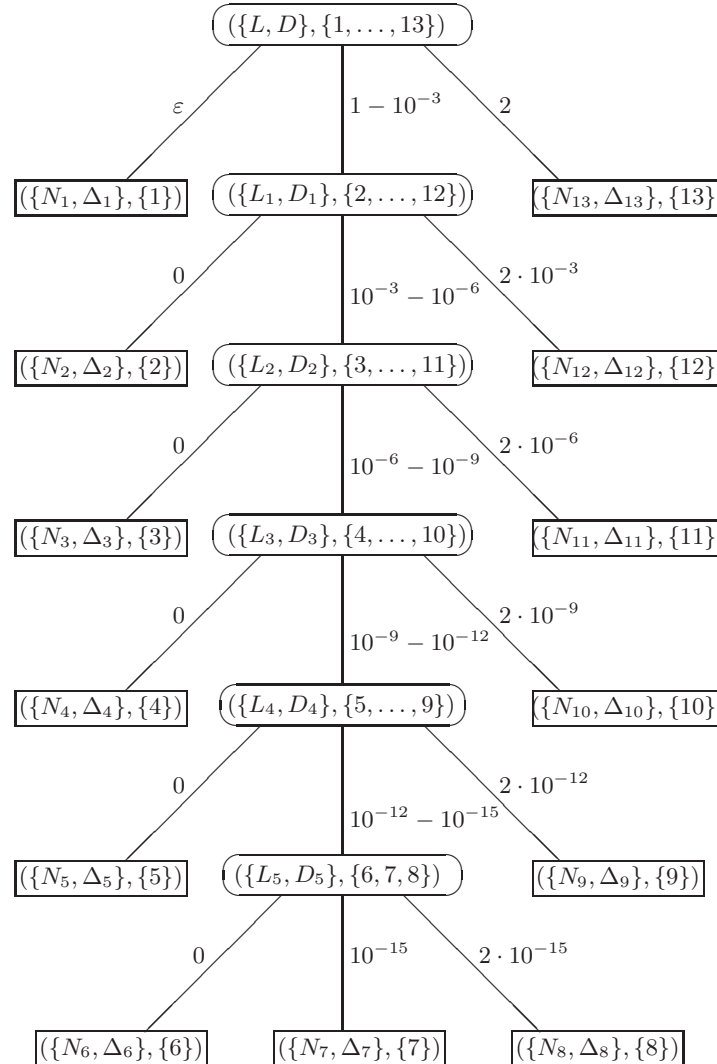 ({L, D}, {1, . . . , 13})
ε 1 − 10⁻³ 2
({N₁, Δ₁}, {1}) ({L₁, D₁}, {2, . . . , 12}) ({N₁₃, Δ₁₃}, {13})
0 10⁻³ − 10⁻⁶ 2 · 10⁻³
({N₂, Δ₂}, {2}) ({L₂, D₂}, {3, . . . , 11}) ({N₁₂, Δ₁₂}, {12})
0 10⁻⁶ − 10⁻⁹ 2 · 10⁻⁶
({N₃, Δ₃}, {3}) ({L₃, D₃}, {4, . . . , 10}) ({N₁₁, Δ₁₁}, {11})
0 10⁻⁹ − 10⁻¹² 2 · 10⁻⁹
({N₄, Δ₄}, {4}) ({L₄, D₄}, {5, . . . , 9}) ({N₁₀, Δ₁₀}, {10})
0 10⁻¹² − 10⁻¹⁵ 2 · 10⁻¹²
({N₅, Δ₅}, {5}) ({L₅, D₅}, {6, 7, 8}) ({N₉, Δ₉}, {9})
0 10⁻¹⁵ 2 · 10⁻¹⁵
({N₆, Δ₆}, {6}) ({N₇, Δ₇}, {7}) ({N₈, Δ₈}, {8})